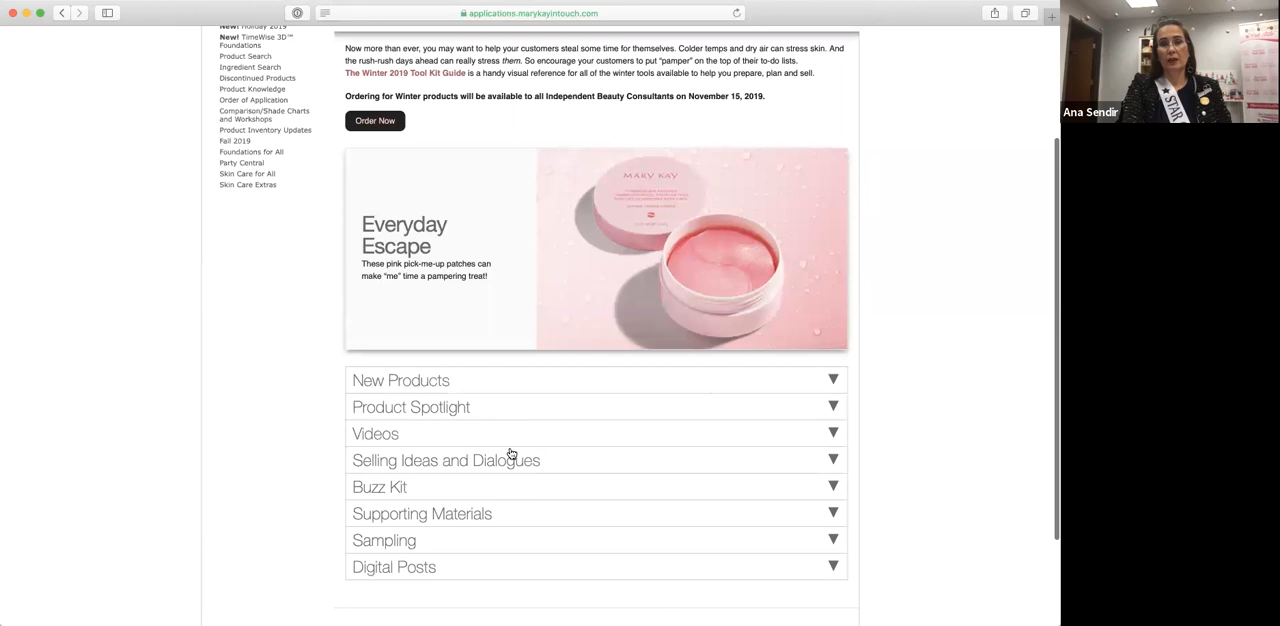 applications.marykayintouch.com
New! Holiday 2019
New! TimeWise 3D™
Foundations
Product Search
Ingredient Search
Discontinued Products
Product Knowledge
Order of Application
Comparison/Shade Charts
and Workshops
Product Inventory Updates
Fall 2019
Foundations for All
Party Central
Skin Care for All
Skin Care Extras
Now more than ever, you may want to help your customers steal some time for themselves. Colder temps and dry air can stress skin. And
the rush-rush days ahead can really stress them. So encourage your customers to put “pamper” on the top of their to-do lists.
The Winter 2019 Tool Kit Guide is a handy visual reference for all of the winter tools available to help you prepare, plan and sell.
Ordering for Winter products will be available to all Independent Beauty Consultants on November 15, 2019.
Order Now
Everyday
Escape
These pink pick-me-up patches can
make “me” time a pampering treat!
MARY KAY
New Products
Product Spotlight
Videos
Selling Ideas and Dialogues
Buzz Kit
Supporting Materials
Sampling
Digital Posts
STAR
Ana Sendir